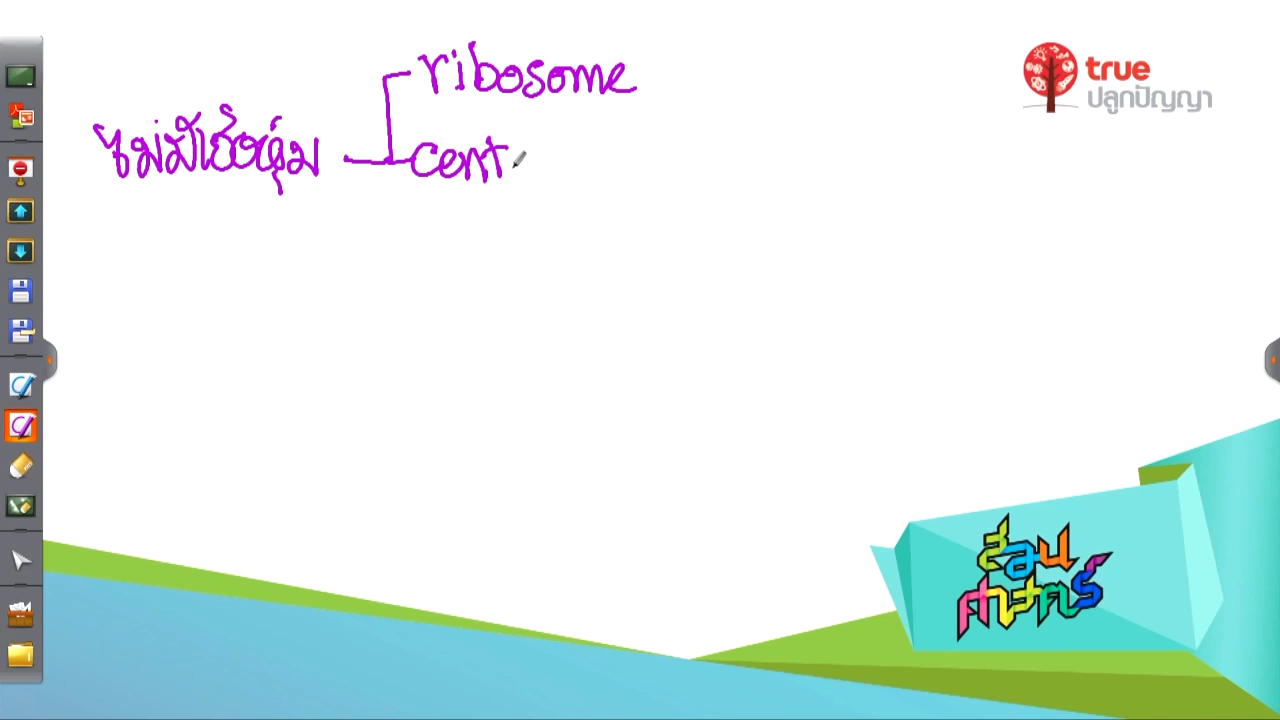 ribosome
ไม่มีเยื่อหุ้ม
cent
true
ปลูกปัญญา
สอนศาสตร์